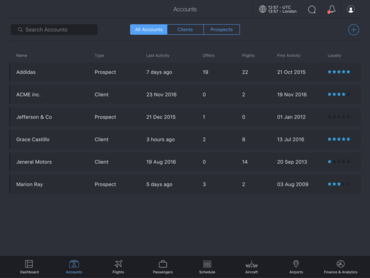 Accounts
12:57 - UTC
13:57 - London
Search Accounts
All Accounts Clients Prospects
Name Type Last Activity Offers Flights First Activity Loyalty
Addidas Prospect 7 days ago 19 22 21 Oct 2015
ACME inc. Client 23 Nov 2016 0 2 19 Nov 2016
Jefferson & Co Prospect 21 Dec 2015 1 0 01 Jan 2012
Grace Castillo Client 3 hours ago 2 8 13 Jul 2016
Jeneral Motors Client 19 Aug 2016 0 14 20 Sep 2013
Marion Ray Prospect 5 days ago 3 2 03 Aug 2009
Dashboard Accounts Flights Passengers Schedule Aircraft Airports Finance & Analytics